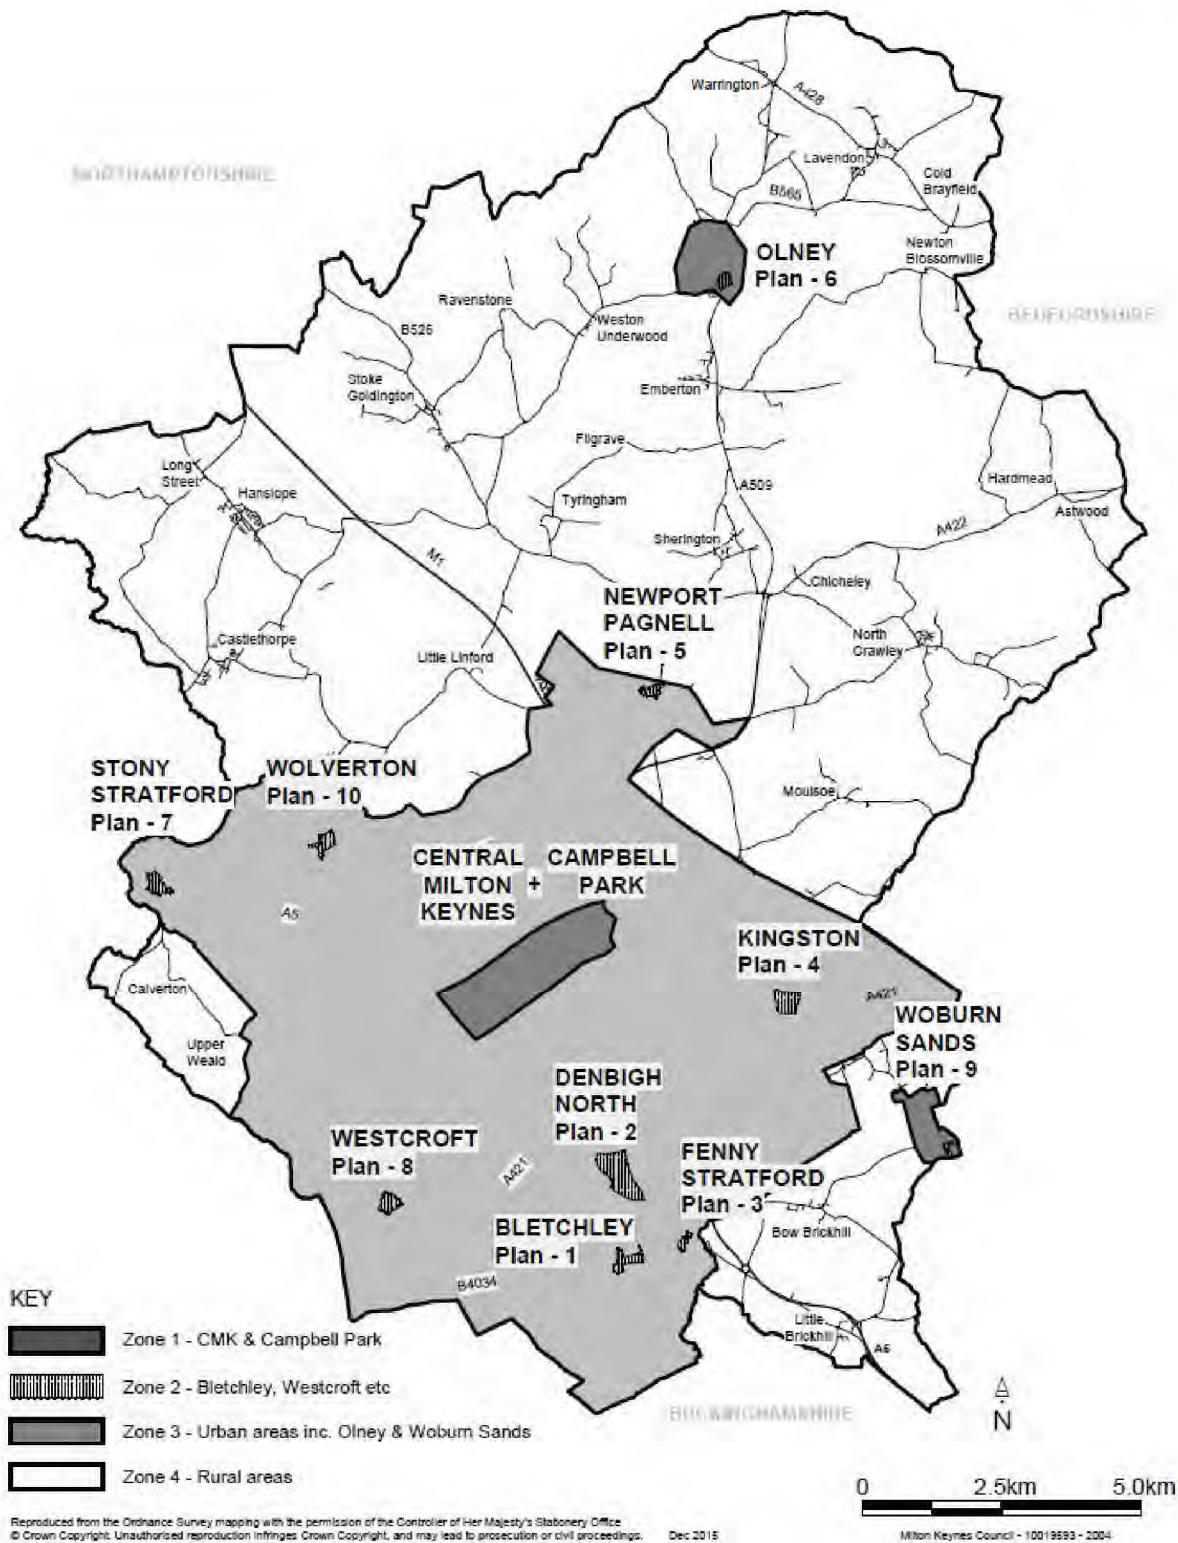 Warrington
A428
Lavendon
Cold
Brayfield
B565
NORTHAMPTONSHIRE
OLNEY
Plan - 6
Newton
Blossomville
BEDFORDSHIRE
Ravenstone
B526
Weston
Underwood
Stoke
Goldington
Emberton
Filgrave
Long
Street
Hanslope
Tyringham
A509
Hardmead
Astwood
A422
Sherington
M1
Chicheley
NEWPORT
PAGNELL
Plan - 5
Castlethorpe
Little Linford
North
Crawley
STONY
STRATFORD
Plan - 7
WOLVERTON
Plan - 10
Moulsoe
CENTRAL
MILTON
KEYNES
+
CAMPBELL
PARK
A5
KINGSTON
Plan - 4
Calverton
A421
Upper
Weald
WOBURN
SANDS
Plan - 9
DENBIGH
NORTH
Plan - 2
WESTCROFT
Plan - 8
A421
FENNY
STRATFORD
Plan - 3
BLETCHLEY
Plan - 1
Bow Brickhill
B4034
Little
Brickhill
A5
BUCKINGHAMSHIRE
N
KEY
Zone 1 - CMK & Campbell Park
Zone 2 - Bletchley, Westcroft etc
Zone 3 - Urban areas inc. Olney & Woburn Sands
Zone 4 - Rural areas
0 2.5km 5.0km
Reproduced from the Ordnance Survey mapping with the permission of the Controller of Her Majesty's Stationery Office
© Crown Copyright. Unauthorised reproduction infringes Crown Copyright, and may lead to prosecution or civil proceedings. Dec 2015
Milton Keynes Council - 10019593 - 2004